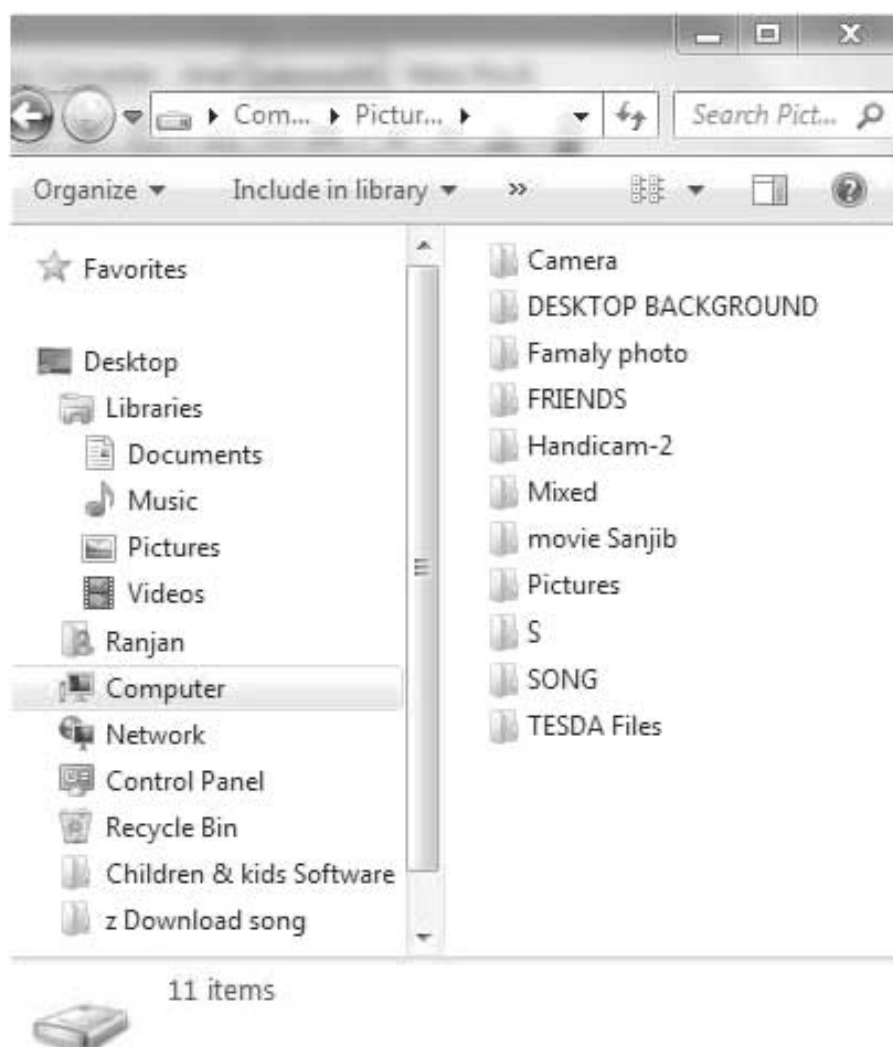 Com... Pictur... Search Pict...
Organize Include in library »
Favorites
Desktop
Libraries
Documents
Music
Pictures
Videos
Ranjan
Computer
Network
Control Panel
Recycle Bin
Children & kids Software
z Download song
Camera
DESKTOP BACKGROUND
Famaly photo
FRIENDS
Handicam-2
Mixed
movie Sanjib
Pictures
S
SONG
TESDA Files
11 items